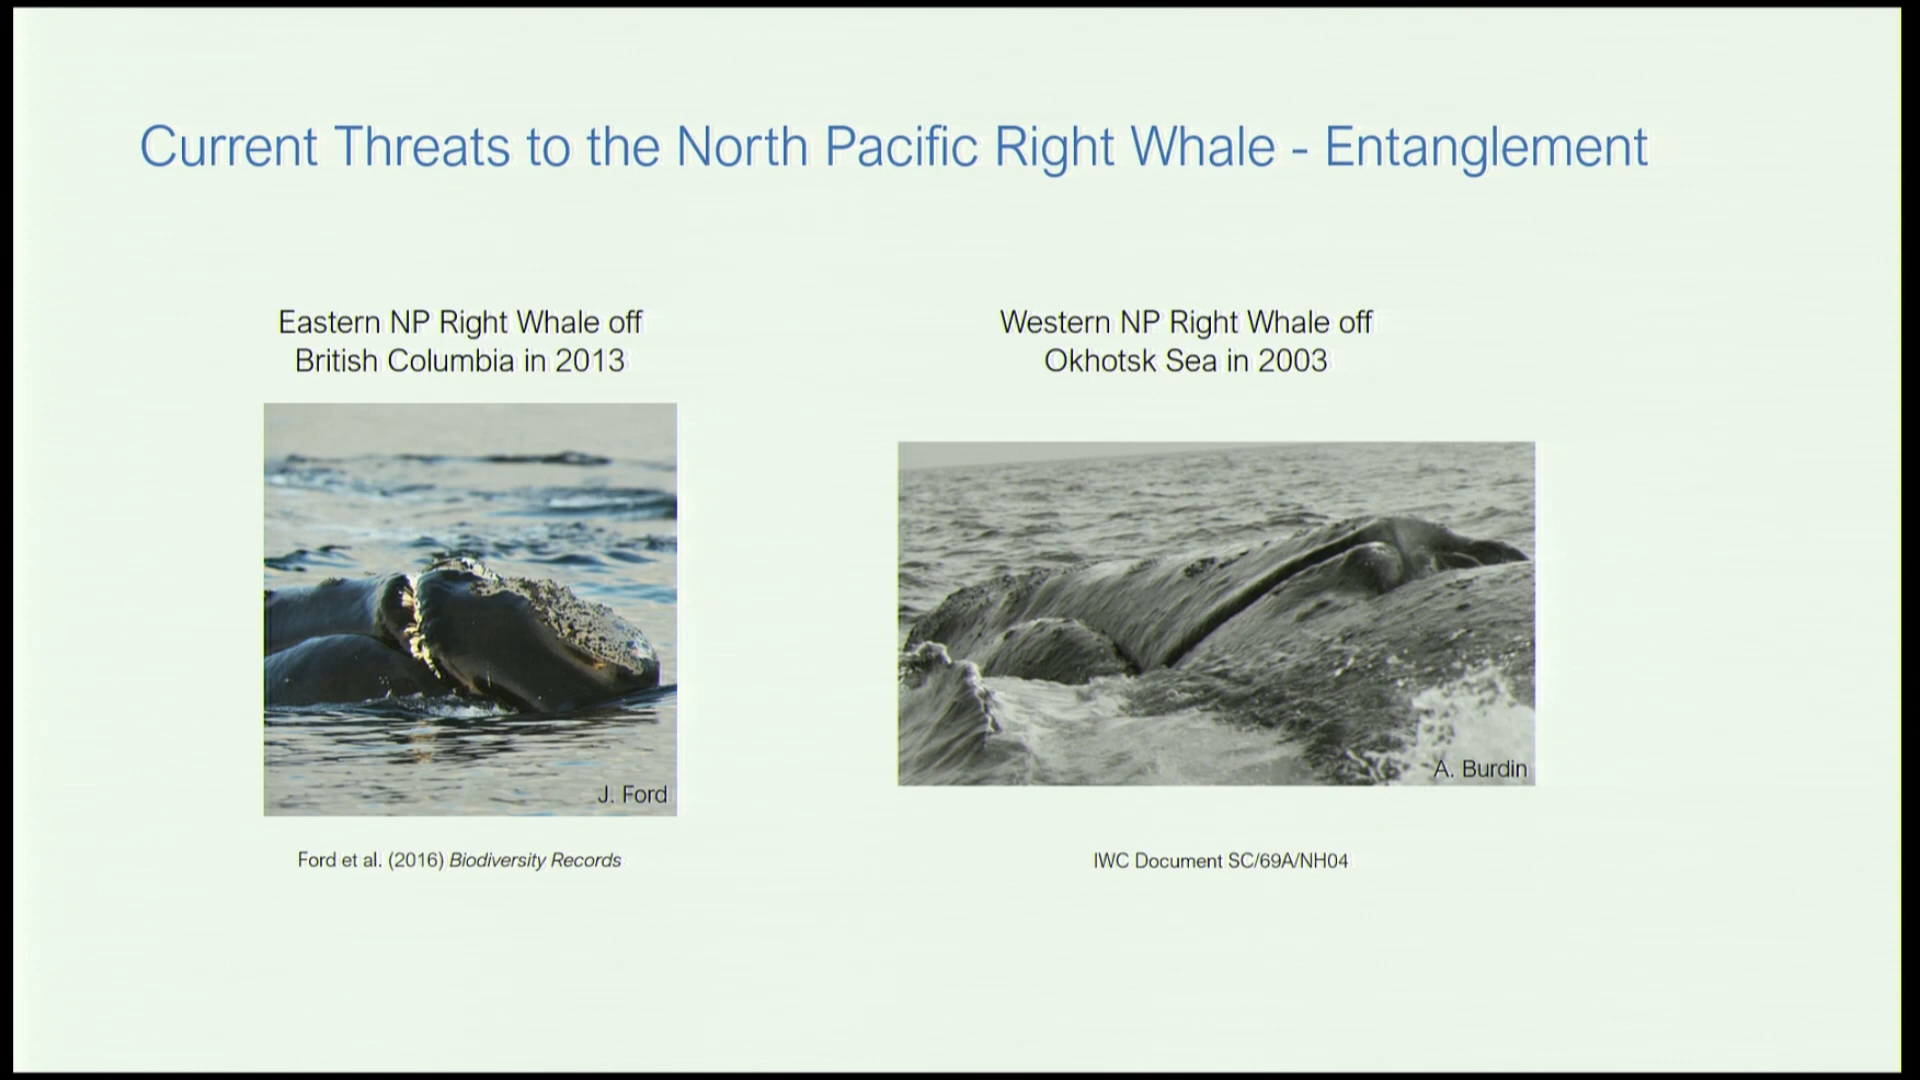 Current Threats to the North Pacific Right Whale - Entanglement
Eastern NP Right Whale off
British Columbia in 2013
Western NP Right Whale off
Okhotsk Sea in 2003
J. Ford
A. Burdin
Ford et al. (2016) Biodiversity Records
IWC Document SC/69A/NH04